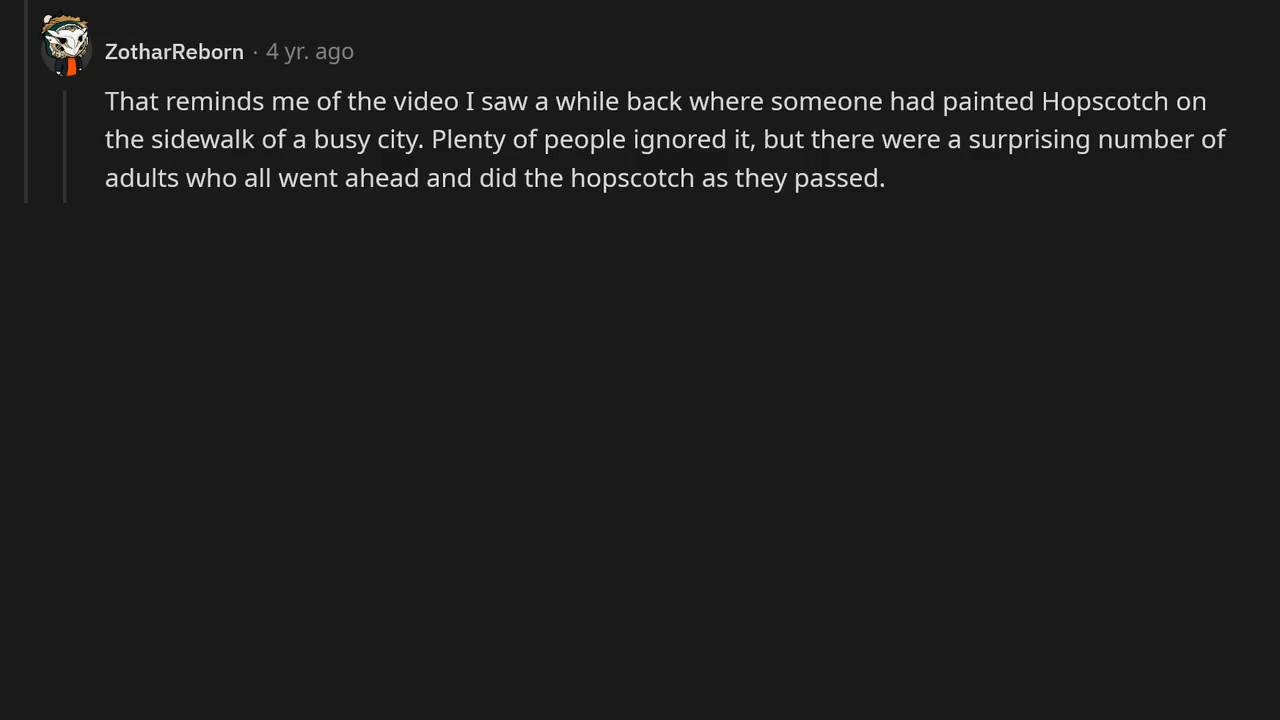 ZotharReborn · 4 yr. ago
That reminds me of the video I saw a while back where someone had painted Hopscotch on
the sidewalk of a busy city. Plenty of people ignored it, but there were a surprising number of
adults who all went ahead and did the hopscotch as they passed.